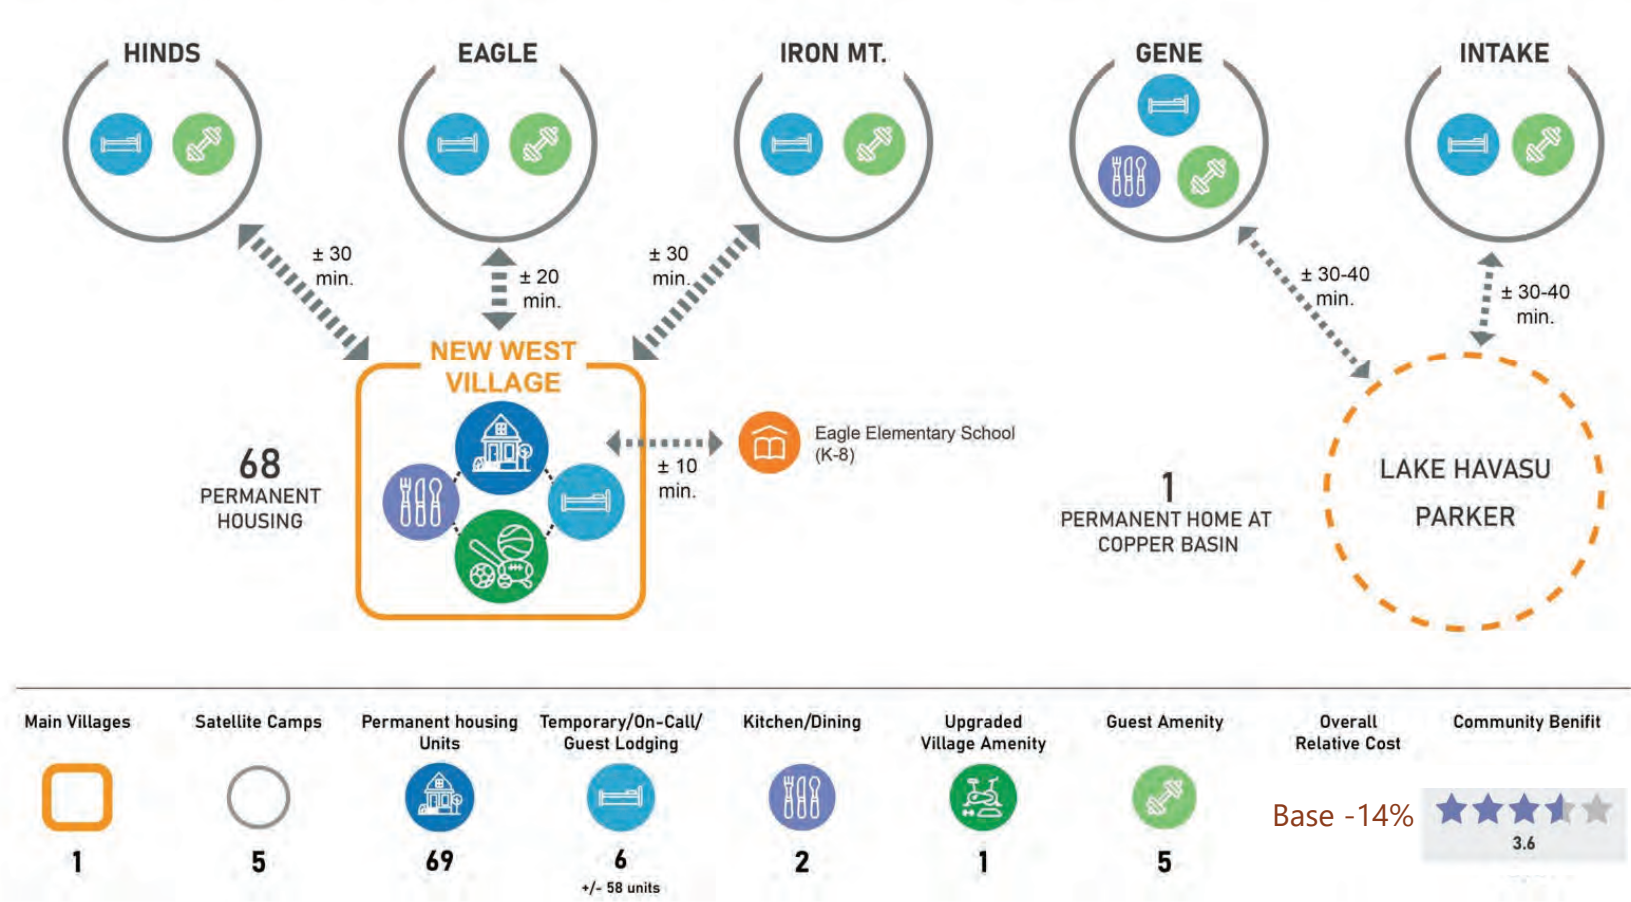 HINDS
EAGLE
IRON MT.
GENE
INTAKE
± 30
min.
± 20
min.
± 30
min.
± 30-40
min.
± 30-40
min.
NEW WEST
VILLAGE
68
PERMANENT
HOUSING
± 10
min.
Eagle Elementary School
(K-8)
1
PERMANENT HOME AT
COPPER BASIN
LAKE HAVASU
PARKER
Main Villages
1
Satellite Camps
5
Permanent housing
Units
69
Temporary/On-Call/
Guest Lodging
6
+/- 58 units
Kitchen/Dining
2
Upgraded
Village Amenity
1
Guest Amenity
5
Overall
Relative Cost
Base -14%
Community Benifit
3.6